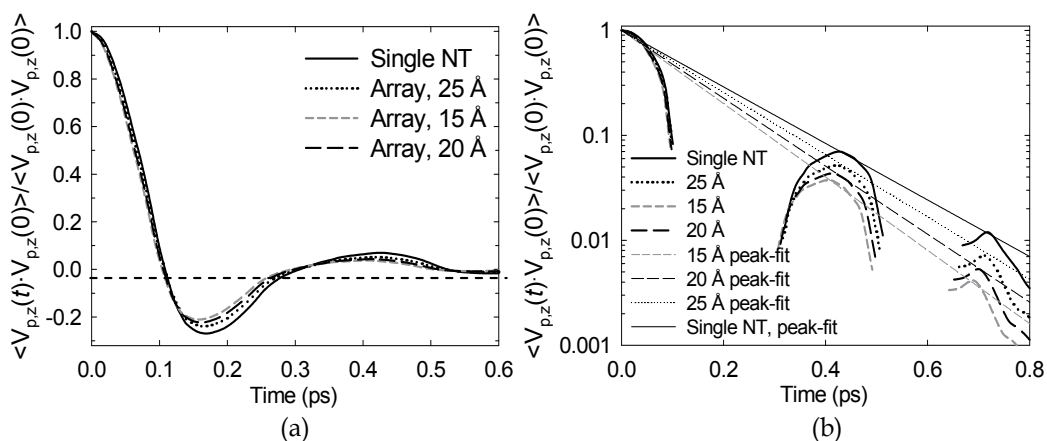 <V_{p,z}(t)·V_{p,z}(0)>/<V_{p,z}(0)·V_{p,z}(0)>
1.0
0.8
0.6
0.4
0.2
0.0
-0.2
Single NT
Array, 25 Å
Array, 15 Å
Array, 20 Å
0.0 0.1 0.2 0.3 0.4 0.5 0.6
Time (ps)
(a)
<V_{p,z}(t)·V_{p,z}(0)>/<V_{p,z}(0)·V_{p,z}(0)>
1
0.1
0.01
0.001
Single NT
25 Å
15 Å
20 Å
15 Å peak-fit
20 Å peak-fit
25 Å peak-fit
Single NT, peak-fit
0.0 0.2 0.4 0.6 0.8
Time (ps)
(b)